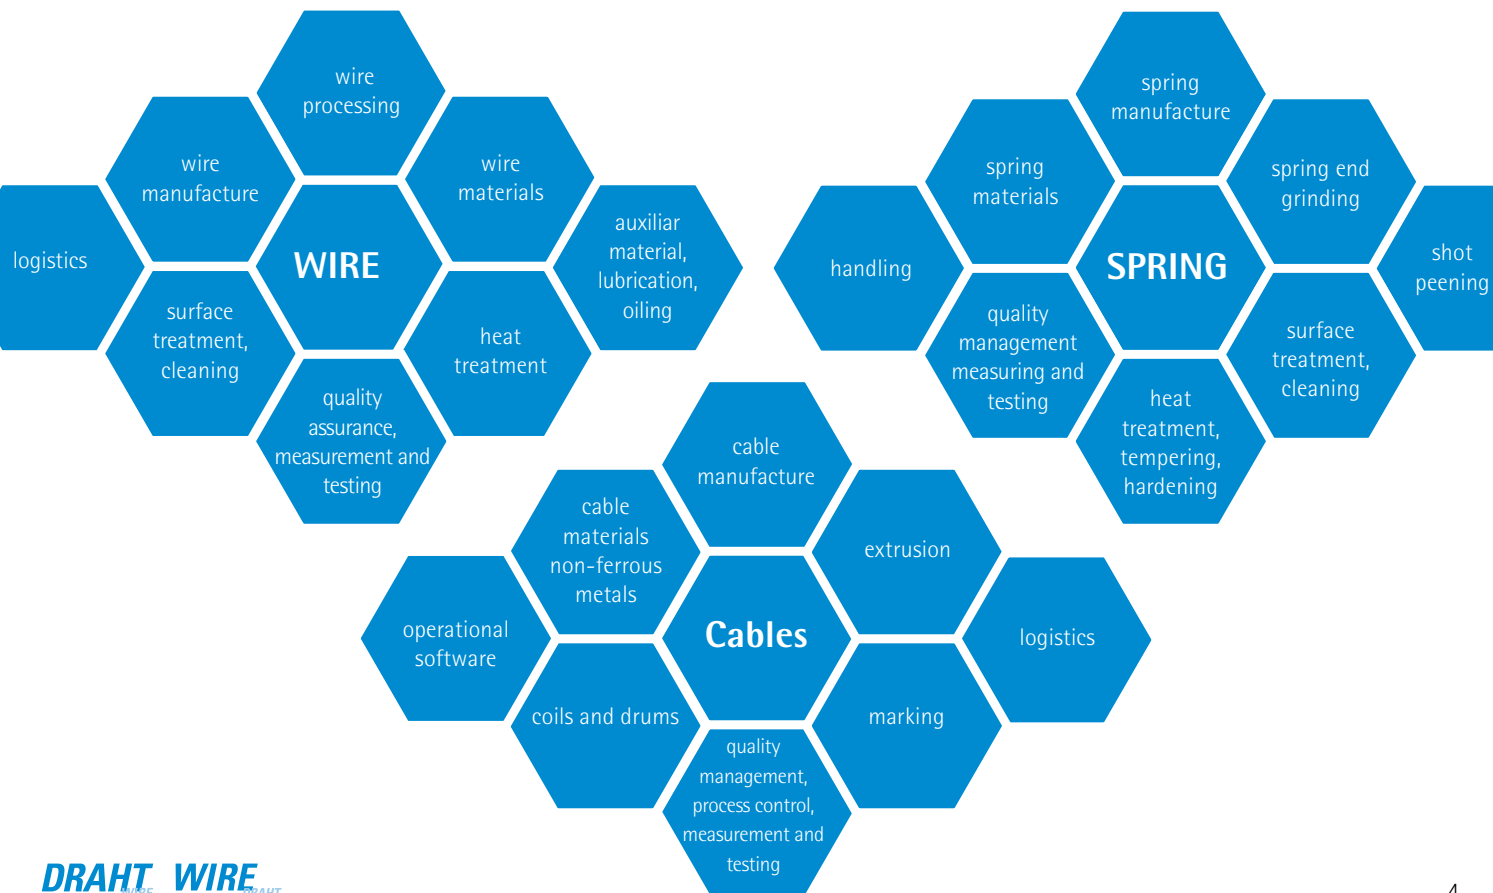 wire
processing
wire
manufacture
wire
materials
logistics
WIRE
auxiliar
material,
lubrication,
oiling
surface
treatment,
cleaning
heat
treatment
quality
assurance,
measurement and
testing
spring
manufacture
spring
materials
spring end
grinding
handling
SPRING
shot
peening
quality
management
measuring and
testing
surface
treatment,
cleaning
heat
treatment,
tempering,
hardening
cable
manufacture
cable
materials
non-ferrous
metals
extrusion
operational
software
Cables
logistics
coils and drums
marking
quality
management,
process control,
measurement and
testing
DRAHT WIRE
WIRE DRAHT
4